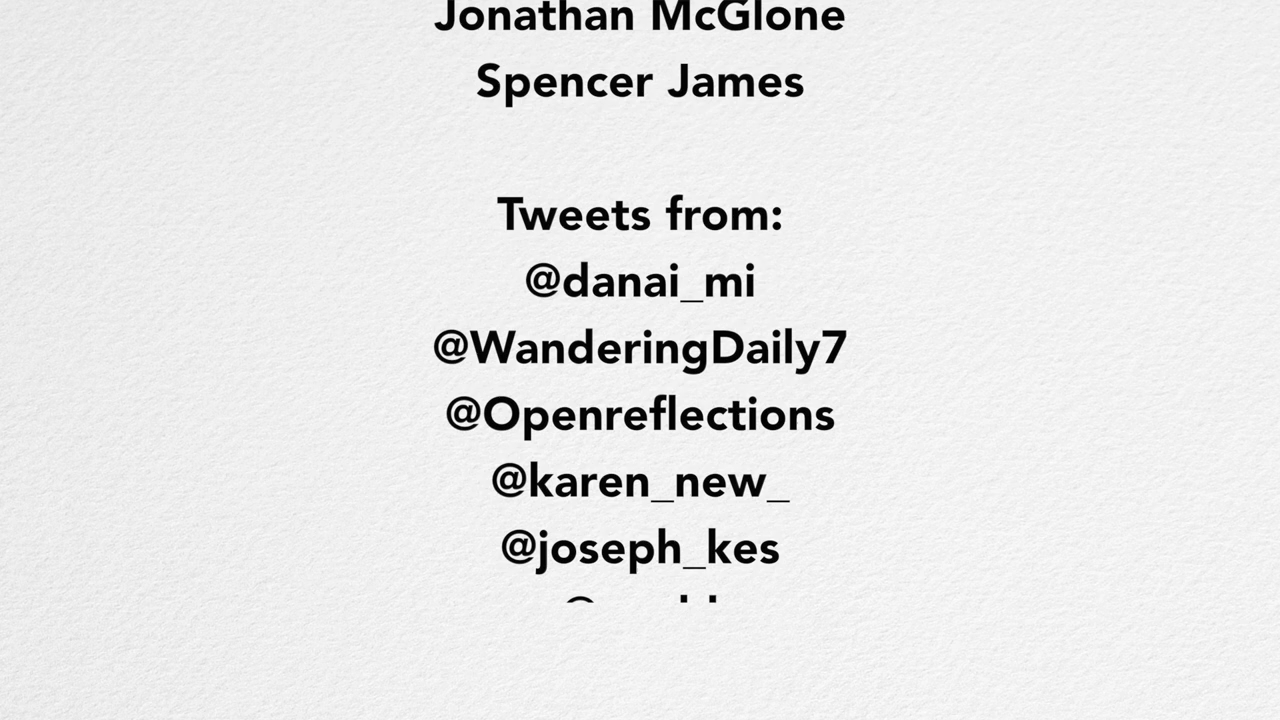 Jonathan McGlone
Spencer James
Tweets from:
@danai_mi
@WanderingDaily7
@Openreflections
@karen_new_
@joseph_kes